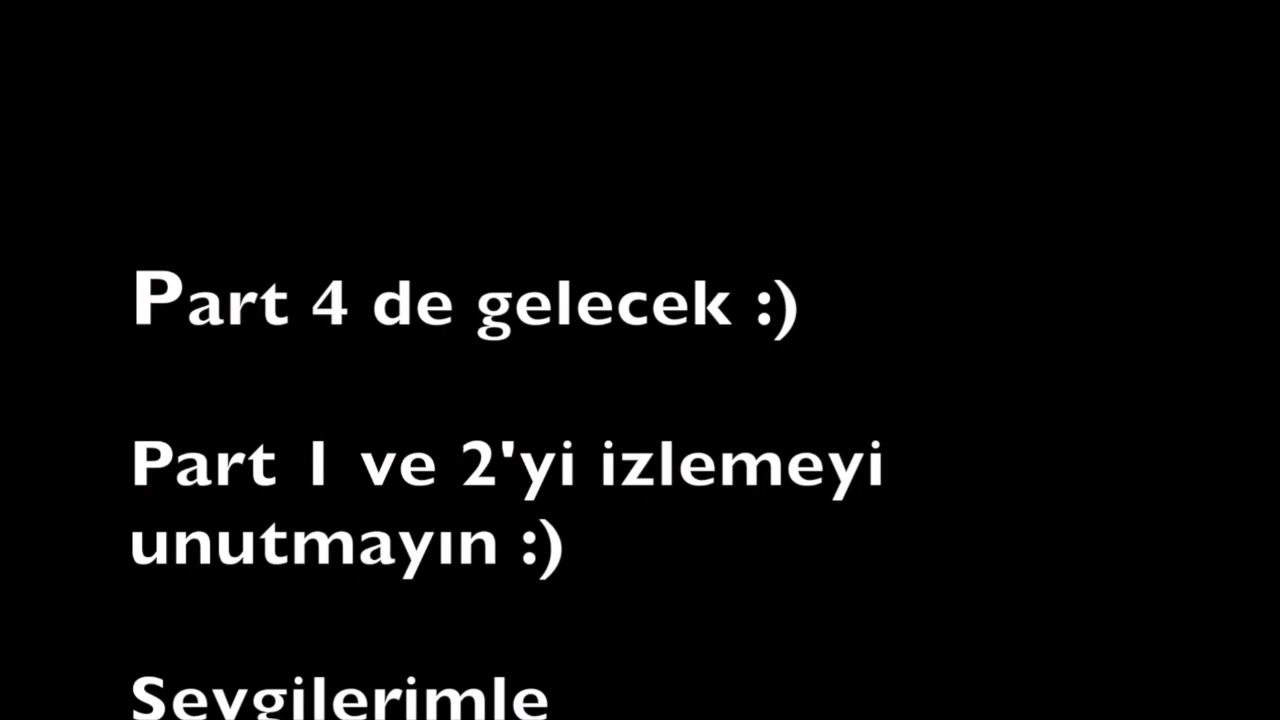 Part 4 de gelecek :)
Part 1 ve 2'yi izlemeyi
unutmayın :)
Sevgilerimle